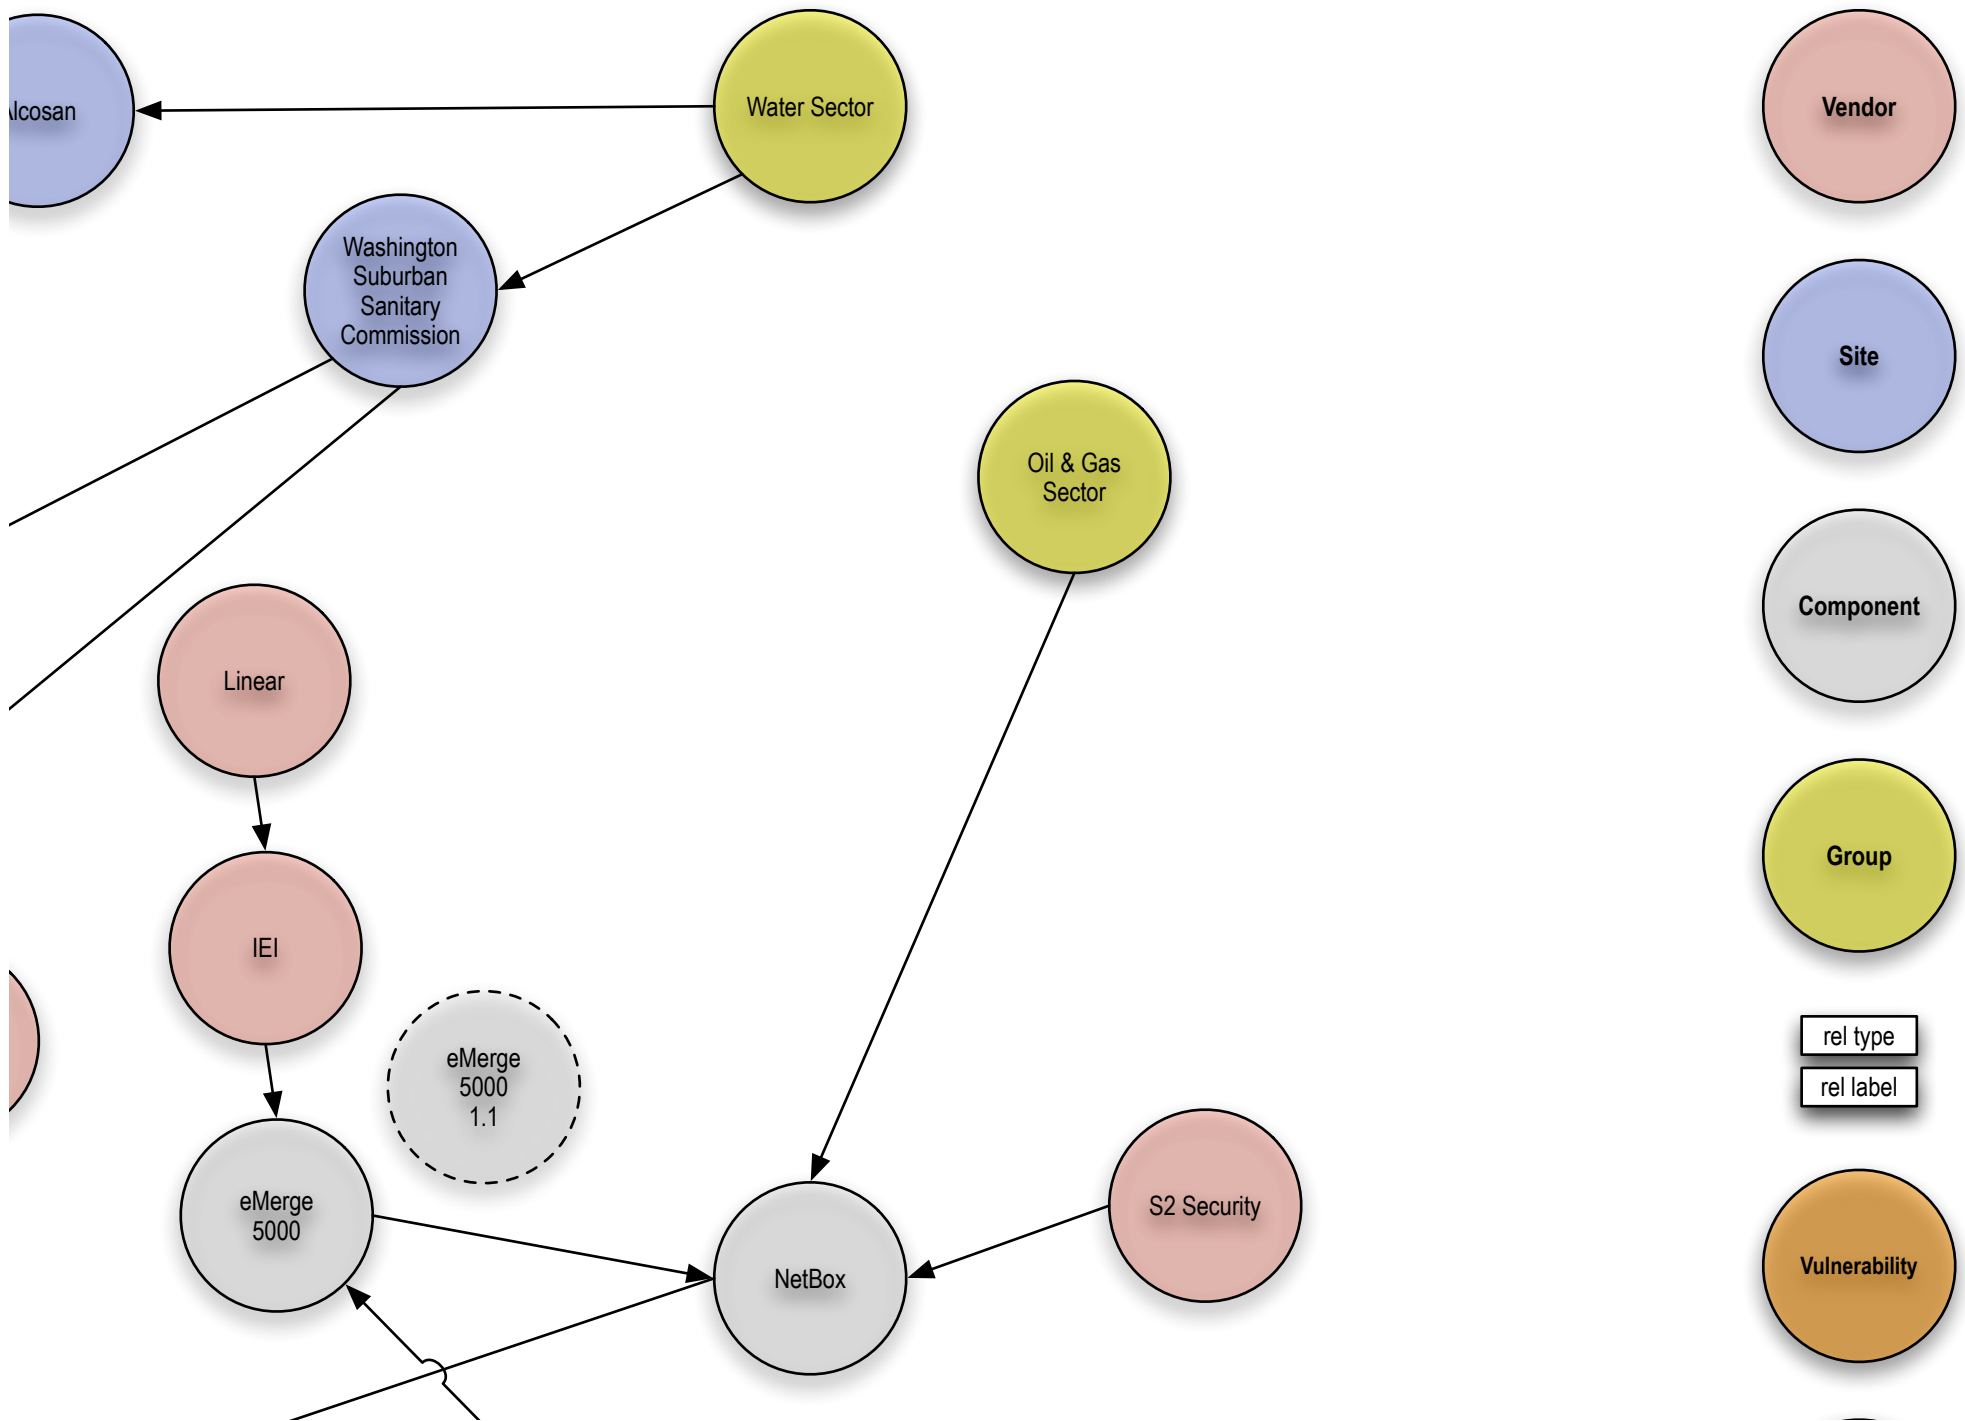 lcosan
Water Sector
Washington
Suburban
Sanitary
Commission
Oil & Gas
Sector
Linear
IEI
eMerge
5000
1.1
eMerge
5000
NetBox
S2 Security
Vendor
Site
Component
Group
rel type
rel label
Vulnerability